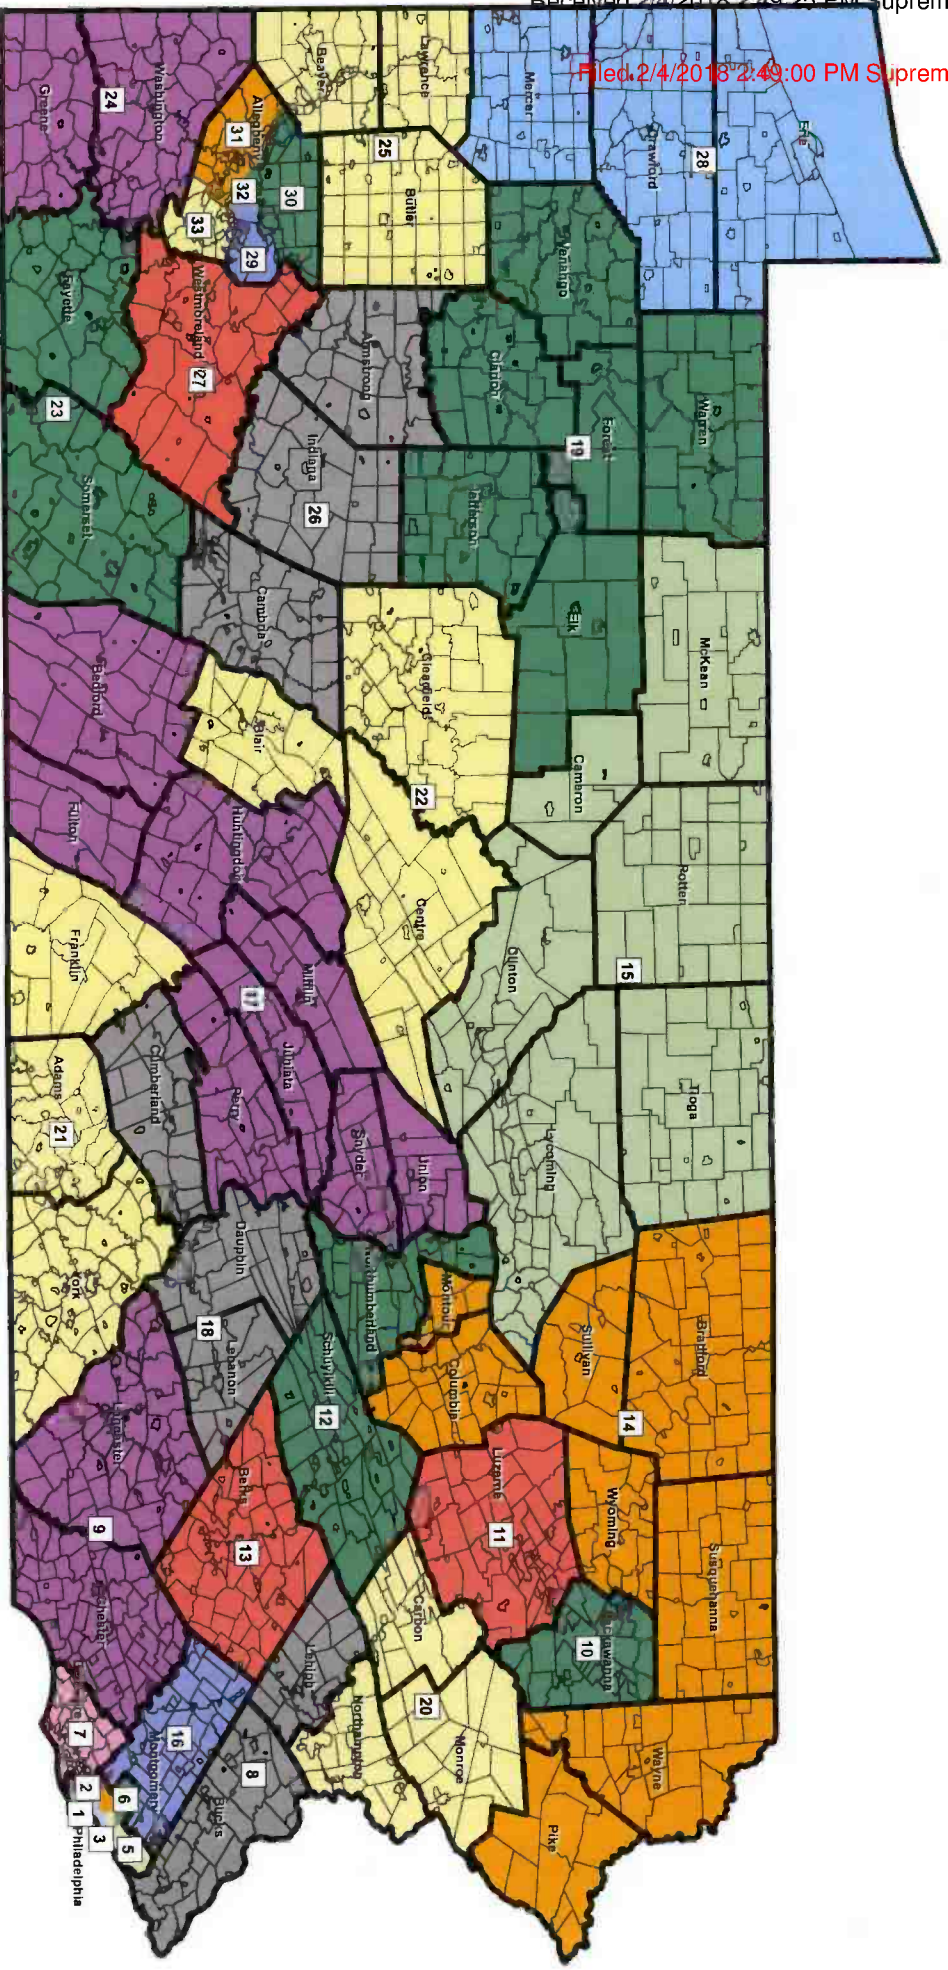 Filed 2/4/2018 2:49:00 PM Suprem
Erie
Mercer
Crawford
28
Lawrence
Beaver
25
Butler
Washington
24
Greene
Allegheny
31
32
30
33
29
Venango
Warren
Forest
19
Clarion
Jefferson
Elk
Armstrong
Indiana
26
Cambria
Westmoreland
27
Fayette
23
Somerset
McKean
Cameron
Potter
15
Tioga
Clinton
Lycoming
Clearfield
22
Centre
Blair
Bedford
Fulton
Huntingdon
Mifflin
17
Juniata
Perry
Snyder
Union
Franklin
Adams
21
York
Cumberland
Dauphin
18
Lebanon
Northumberland
Montour
Columbia
Schuylkill
12
Bradford
Sullivan
14
Wyoming
Susquehanna
Wayne
Pike
Luzerne
11
10
Lackawanna
Carbon
20
Monroe
Northampton
Lehigh
Berks
13
Lancaster
9
Chester
8
Bucks
16
Montgomery
7
2
6
1
3
5
Philadelphia